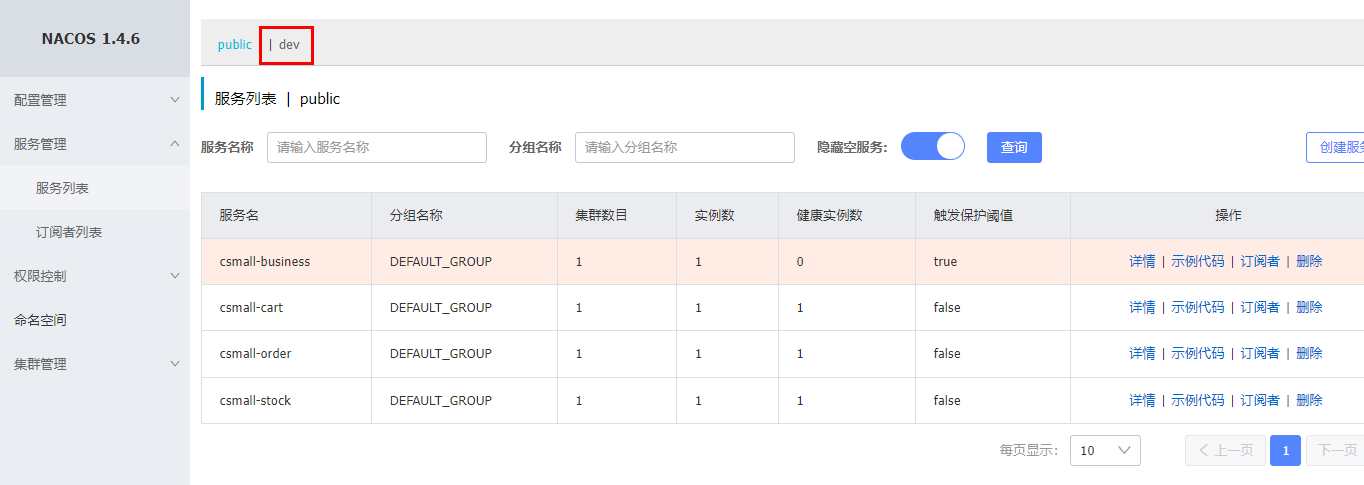 NACOS 1.4.6
配置管理
服务管理
服务列表
订阅者列表
权限控制
命名空间
集群管理
public | dev
服务列表 | public
服务名称 请输入服务名称 分组名称 请输入分组名称 隐藏空服务: 查询 创建服务
服务名 分组名称 集群数目 实例数 健康实例数 触发保护阈值 操作
csmall-business DEFAULT_GROUP 1 1 0 true 详情 | 示例代码 | 订阅者 | 删除
csmall-cart DEFAULT_GROUP 1 1 1 false 详情 | 示例代码 | 订阅者 | 删除
csmall-order DEFAULT_GROUP 1 1 1 false 详情 | 示例代码 | 订阅者 | 删除
csmall-stock DEFAULT_GROUP 1 1 1 false 详情 | 示例代码 | 订阅者 | 删除
每页显示: 10 上一页 1 下一页